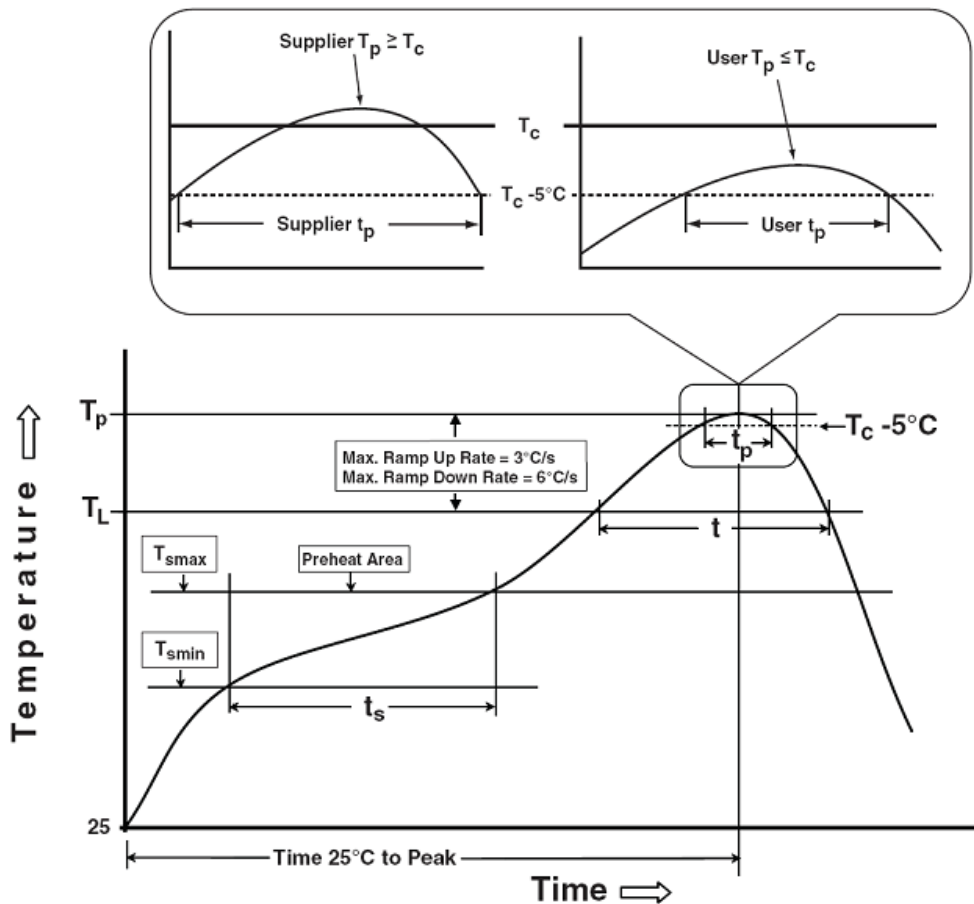 Supplier Tp ≥ Tc
User Tp ≤ Tc
Tc
Tc -5°C
Supplier tp
User tp
Tp
Tc -5°C
tp
Max. Ramp Up Rate = 3°C/s
Max. Ramp Down Rate = 6°C/s
TL
t
Tsmax
Preheat Area
Tsmin
ts
Temperature
25
Time 25°C to Peak
Time